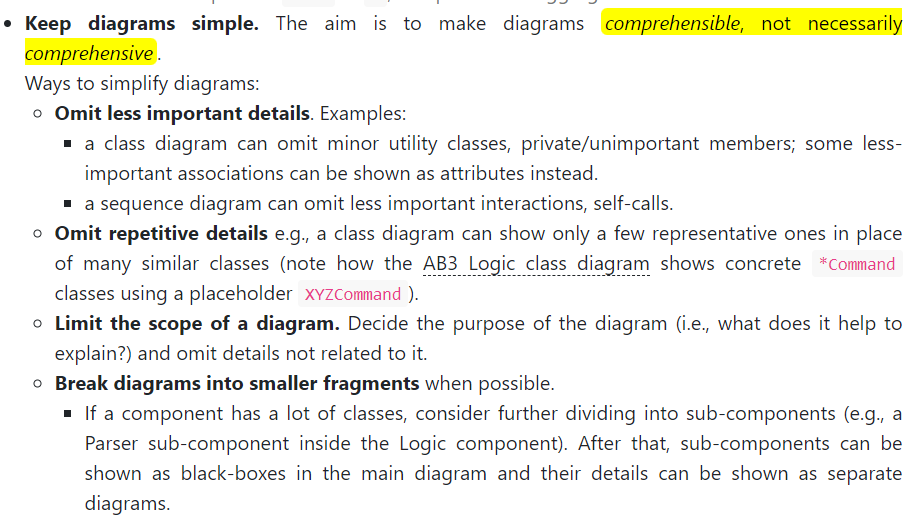 Keep diagrams simple. The aim is to make diagrams comprehensible, not necessarily
comprehensive.
Ways to simplify diagrams:
Omit less important details. Examples:
a class diagram can omit minor utility classes, private/unimportant members; some less-
important associations can be shown as attributes instead.
a sequence diagram can omit less important interactions, self-calls.
Omit repetitive details e.g., a class diagram can show only a few representative ones in place
of many similar classes (note how the AB3 Logic class diagram shows concrete *Command
classes using a placeholder XYZCommand ).
Limit the scope of a diagram. Decide the purpose of the diagram (i.e., what does it help to
explain?) and omit details not related to it.
Break diagrams into smaller fragments when possible.
If a component has a lot of classes, consider further dividing into sub-components (e.g., a
Parser sub-component inside the Logic component). After that, sub-components can be
shown as black-boxes in the main diagram and their details can be shown as separate
diagrams.